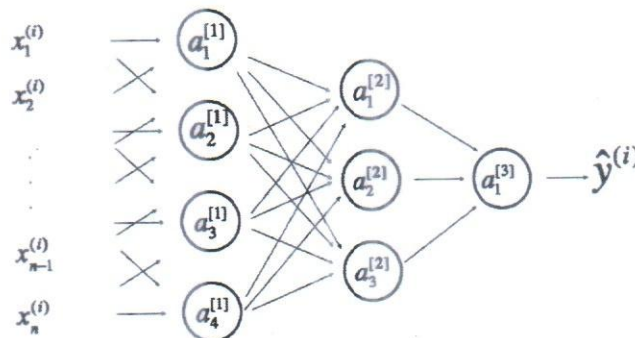 x_1^{(i)}
x_2^{(i)}
.
.
.
x_{n-1}^{(i)}
x_n^{(i)}
a_1^{[1]}
a_2^{[1]}
a_3^{[1]}
a_4^{[1]}
a_1^{[2]}
a_2^{[2]}
a_3^{[2]}
a_1^{[3]}
ŷ^{(i)}